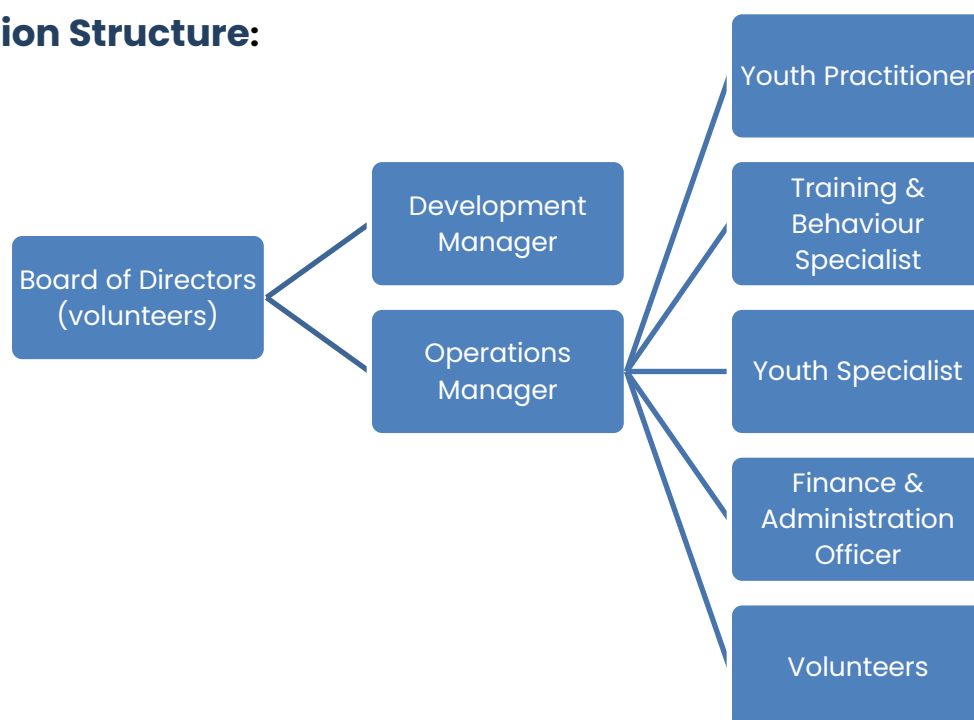 ion Structure:
Board of Directors
(volunteers)
Development
Manager
Operations
Manager
Youth Practitioner
Training &
Behaviour
Specialist
Youth Specialist
Finance &
Administration
Officer
Volunteers